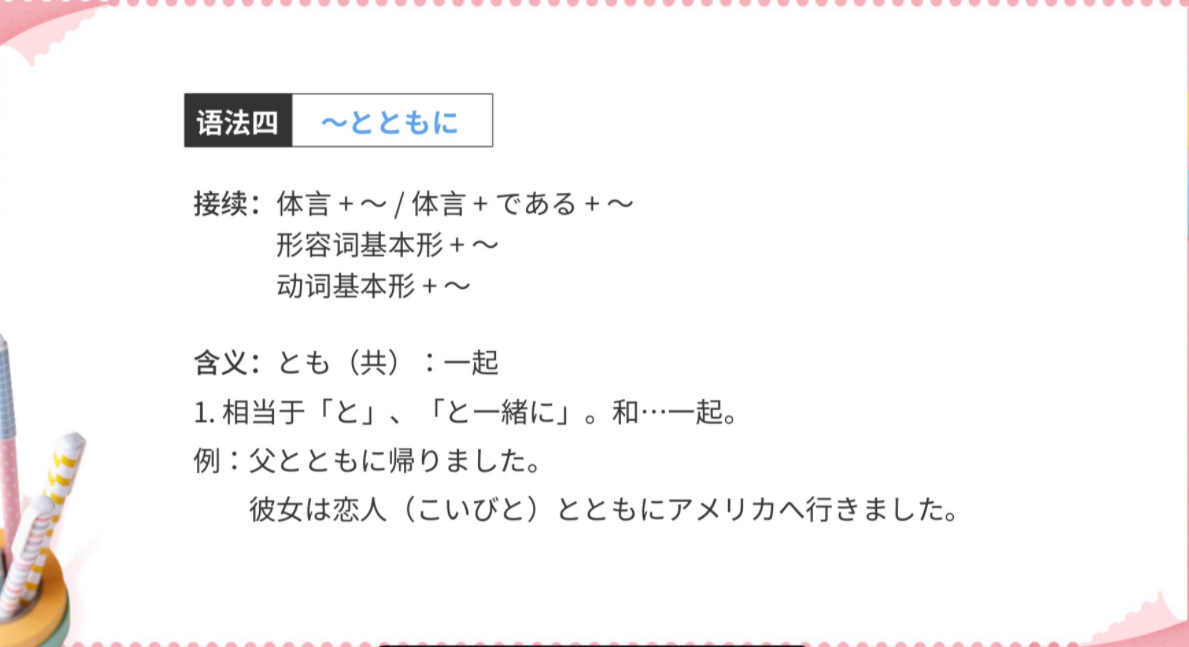 语法四 ～とともに
接续：体言 + ～ / 体言 + である + ～
形容词基本形 + ～
动词基本形 + ～
含义：とも（共）：一起
1. 相当于「と」、「と一緒に」。和…一起。
例：父とともに帰りました。
彼女は恋人（こいびと）とともにアメリカへ行きました。